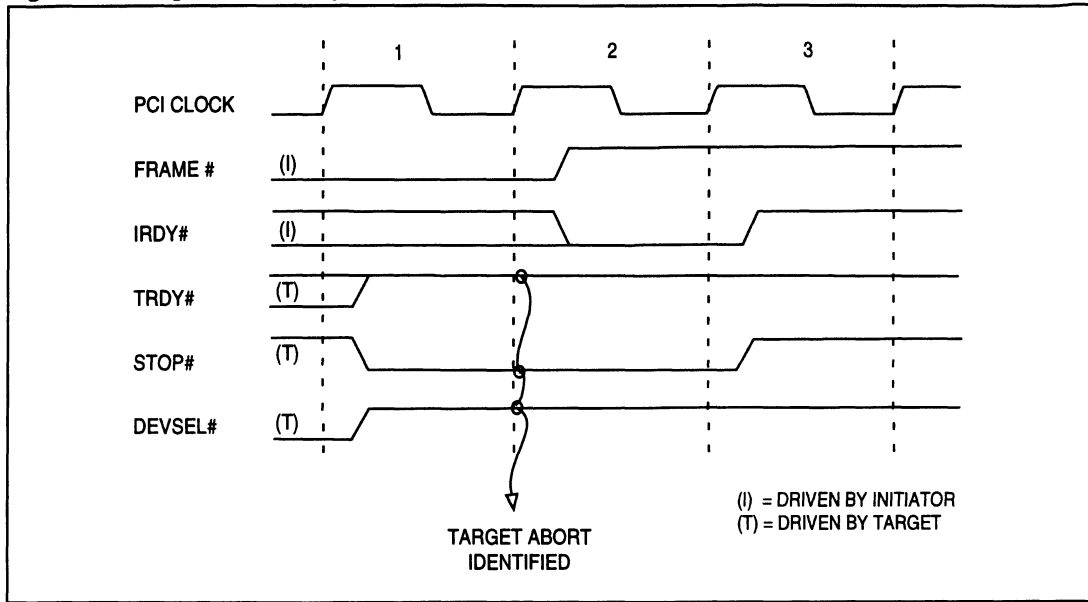 1 2 3
PCI CLOCK
FRAME # (I)
IRDY# (I)
TRDY# (T)
STOP# (T)
DEVSEL# (T)
(I) = DRIVEN BY INITIATOR
(T) = DRIVEN BY TARGET
TARGET ABORT
IDENTIFIED